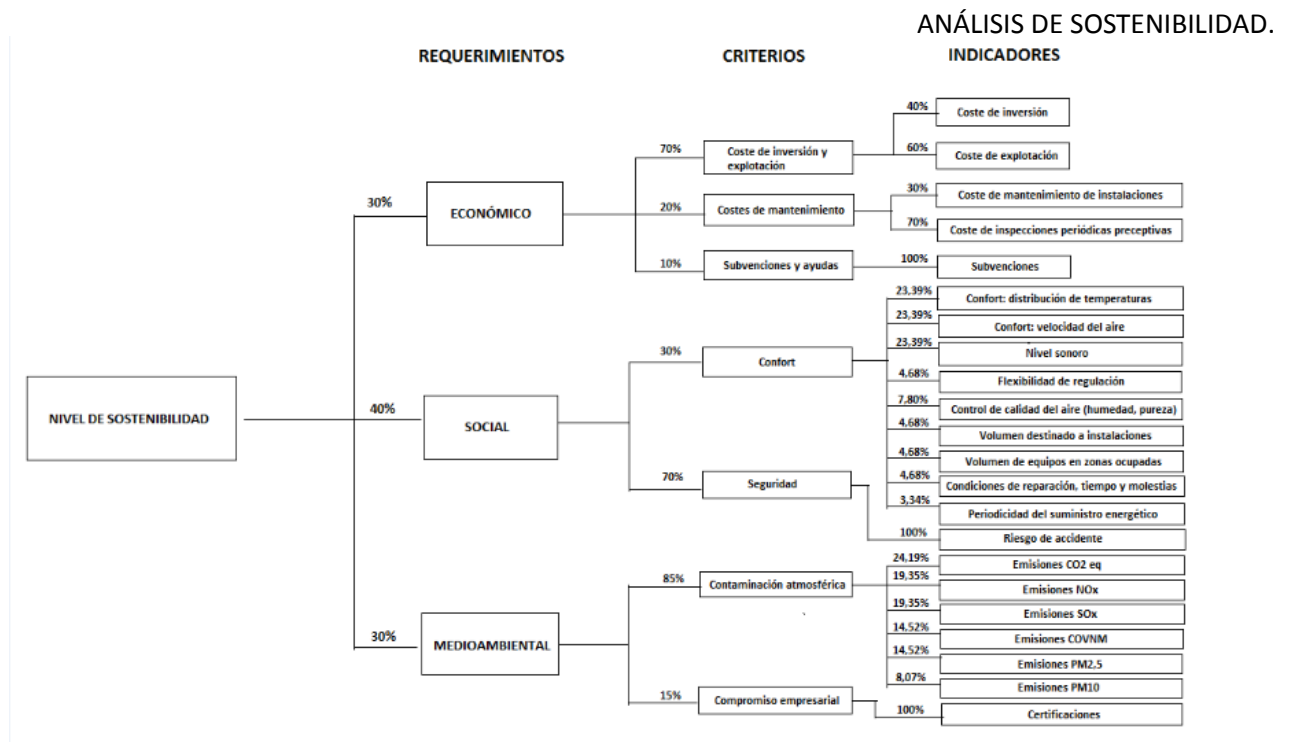 ANÁLISIS DE SOSTENIBILIDAD.
REQUERIMIENTOS
CRITERIOS
INDICADORES
NIVEL DE SOSTENIBILIDAD
30%
ECONÓMICO
70%
Coste de inversión y
explotación
40%
Coste de inversión
60%
Coste de explotación
20%
Costes de mantenimiento
30%
Coste de mantenimiento de instalaciones
70%
Coste de inspecciones periódicas preceptivas
10%
Subvenciones y ayudas
100%
Subvenciones
40%
SOCIAL
30%
Confort
23,39%
Confort: distribución de temperaturas
23,39%
Confort: velocidad del aire
23,39%
Nivel sonoro
4,68%
Flexibilidad de regulación
7,80%
Control de calidad del aire (humedad, pureza)
4,68%
Volumen destinado a instalaciones
4,68%
Volumen de equipos en zonas ocupadas
4,68%
Condiciones de reparación, tiempo y molestias
3,34%
Periodicidad del suministro energético
70%
Seguridad
100%
Riesgo de accidente
30%
MEDIOAMBIENTAL
85%
Contaminación atmosférica
24,19%
Emisiones CO2 eq
19,35%
Emisiones NOx
19,35%
Emisiones SOx
14,52%
Emisiones COVNM
14,52%
Emisiones PM2,5
8,07%
Emisiones PM10
15%
Compromiso empresarial
100%
Certificaciones